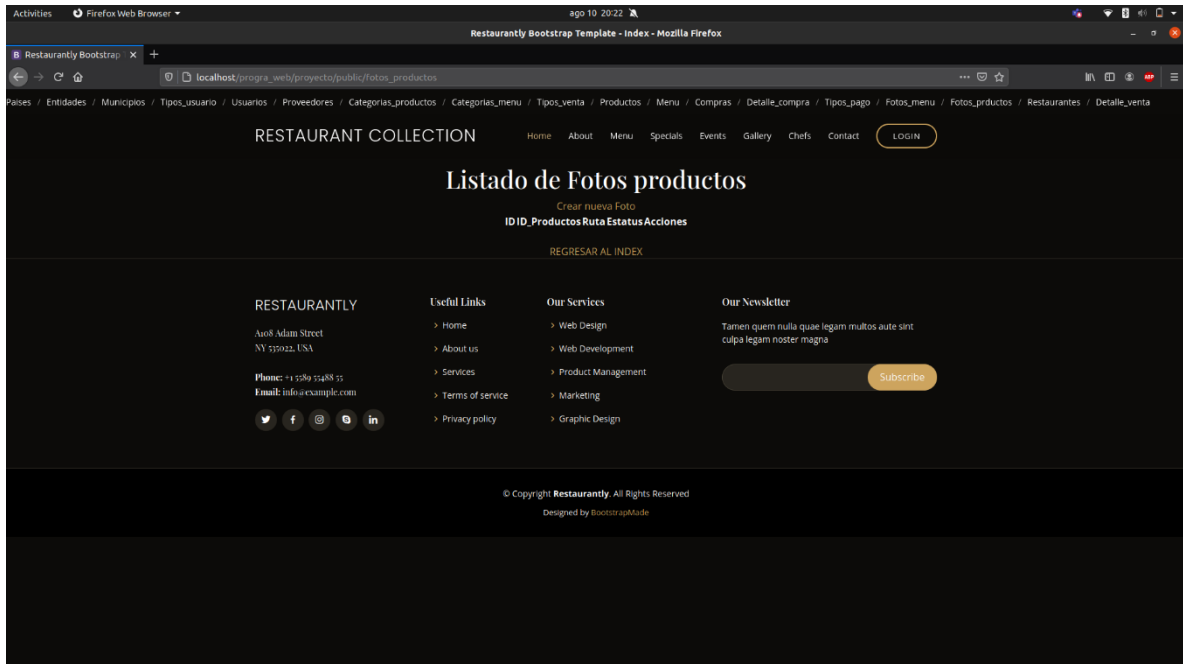 Activities Firefox Web Browser ago 10 20:22
Restaurantly Bootstrap Template - Index - Mozilla Firefox
B Restaurantly Bootstrap T × +
localhost/progra_web/proyecto/public/fotos_productos ABP
Paises / Entidades / Municipios / Tipos_usuario / Usuarios / Proveedores / Categorias_productos / Categorias_menu / Tipos_venta / Productos / Menu / Compras / Detalle_compra / Tipos_pago / Fotos_menu / Fotos_prductos / Restaurantes / Detalle_venta
RESTAURANT COLLECTION Home About Menu Specials Events Gallery Chefs Contact LOGIN
Listado de Fotos productos
Crear nueva Foto
ID ID_Productos Ruta Estatus Acciones
REGRESAR AL INDEX
RESTAURANTLY
A108 Adam Street
NY 535022, USA
Phone: +1 5589 55488 55
Email: info@example.com
Useful Links
Home
About us
Services
Terms of service
Privacy policy
Our Services
Web Design
Web Development
Product Management
Marketing
Graphic Design
Our Newsletter
Tamen quem nulla quae legam multos aute sint
culpa legam noster magna
Subscribe
© Copyright Restaurantly. All Rights Reserved
Designed by BootstrapMade